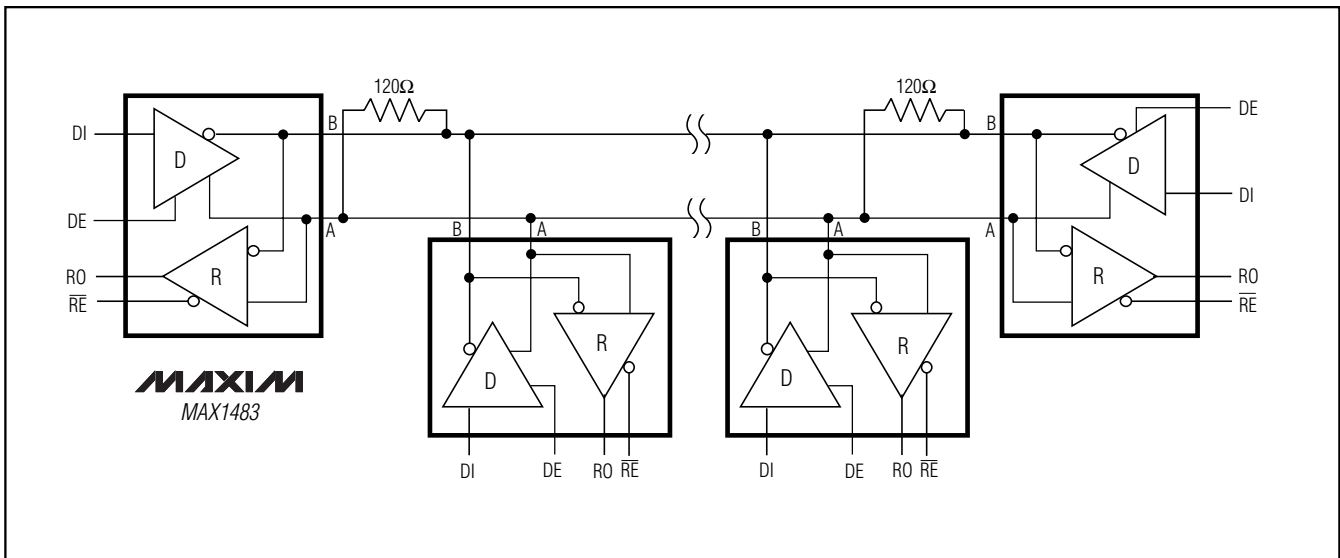 120Ω 120Ω
DI D B B D DE
DI
DE A B A B A A
RO R R RO
RE RE
R R
D D
MAXIM
MAX1483
DI DE RO RE DI DE RO RE